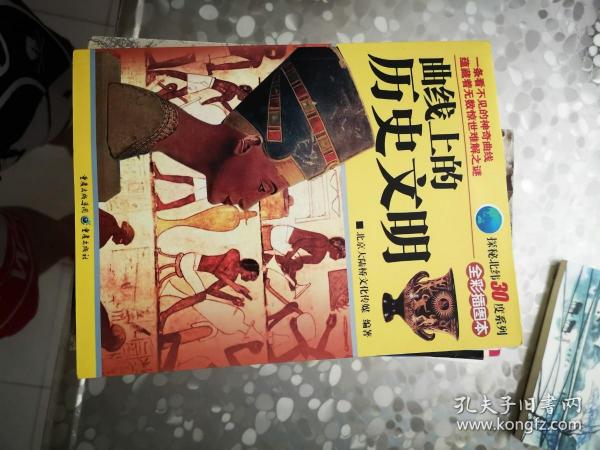 探秘北纬30度系列
全彩插图本
一条看不见的神奇曲线
蕴藏着无数惊世难解之谜
曲线上的
历史文明
■北京大陆桥文化传媒 编著
重庆出版集团
重庆出版社
孔夫子旧书网
www.kongfz.com